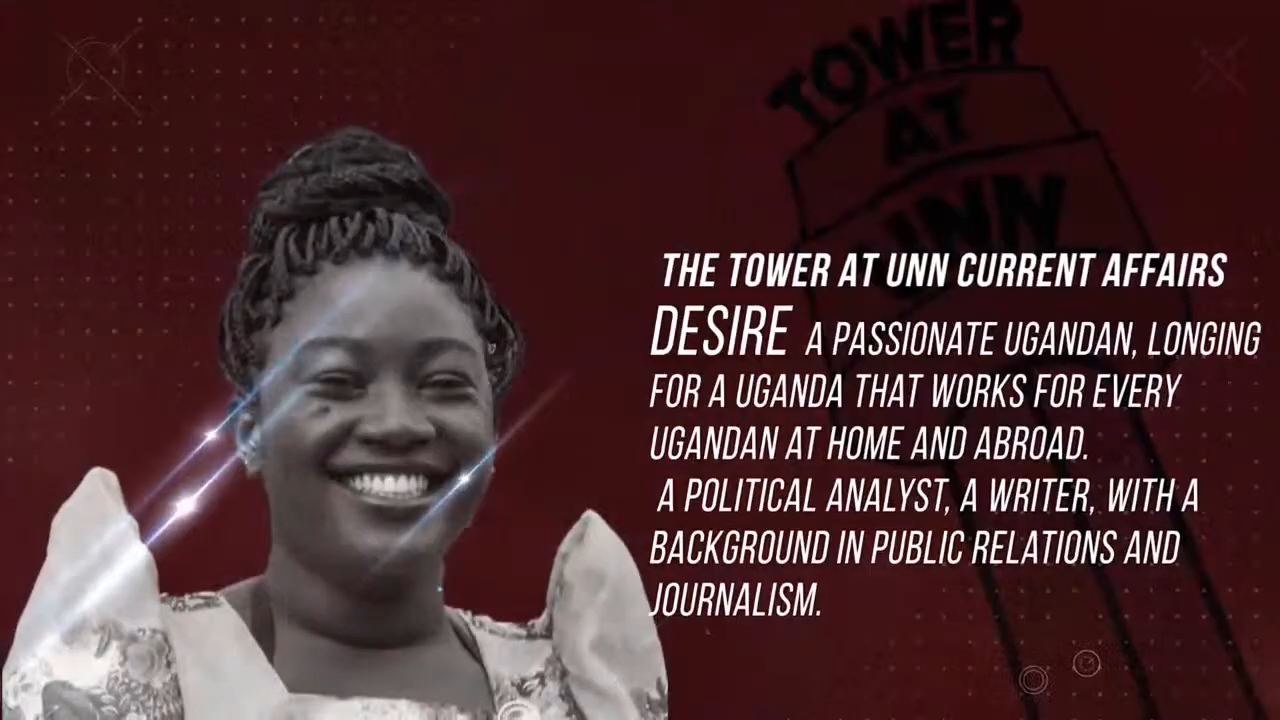 TOWER
AT
UNN
THE TOWER AT UNN CURRENT AFFAIRS
DESIRE A PASSIONATE UGANDAN, LONGING
FOR A UGANDA THAT WORKS FOR EVERY
UGANDAN AT HOME AND ABROAD.
A POLITICAL ANALYST, A WRITER, WITH A
BACKGROUND IN PUBLIC RELATIONS AND
JOURNALISM.